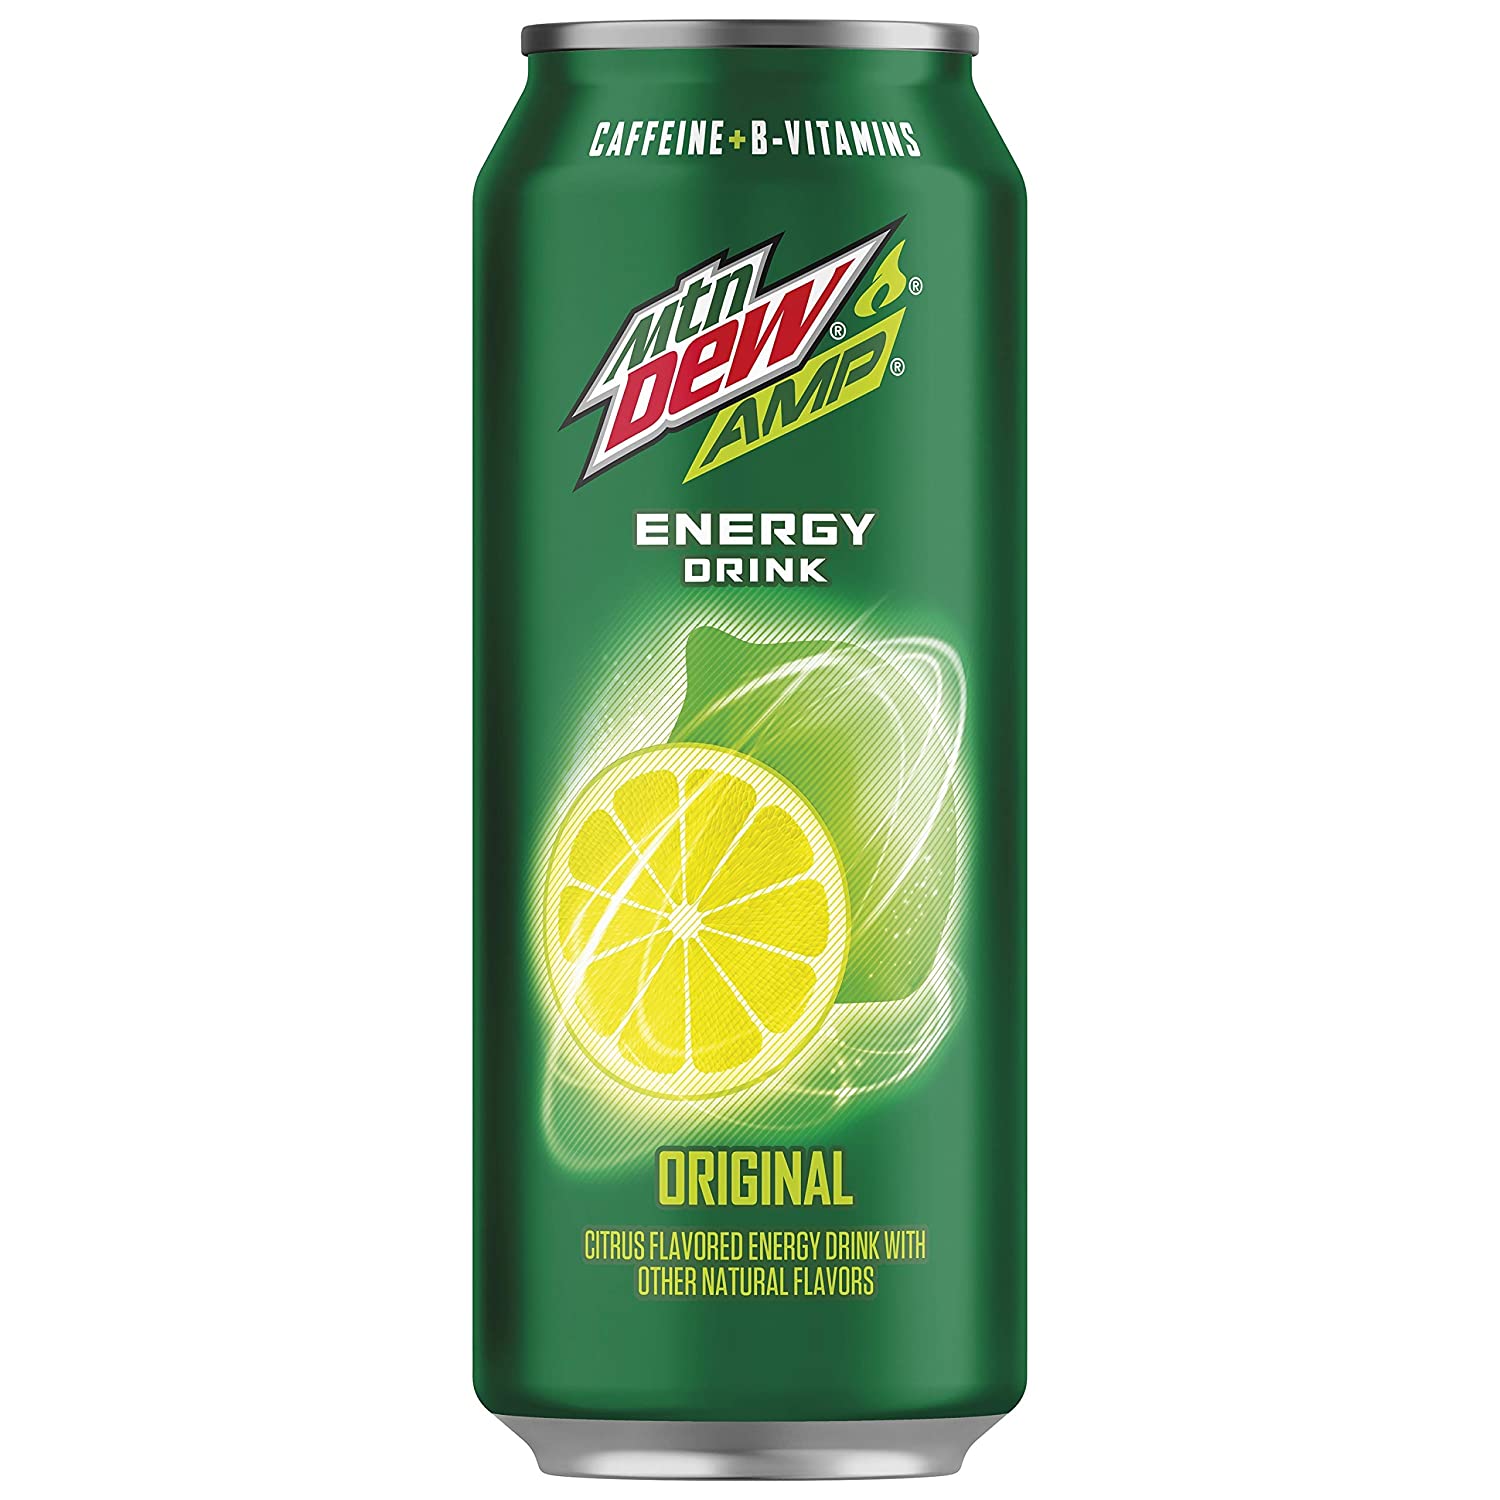 CAFFEINE+B-VITAMINS
Mtn
DEW®
AMP®
®
ENERGY
DRINK
ORIGINAL
CITRUS FLAVORED ENERGY DRINK WITH
OTHER NATURAL FLAVORS